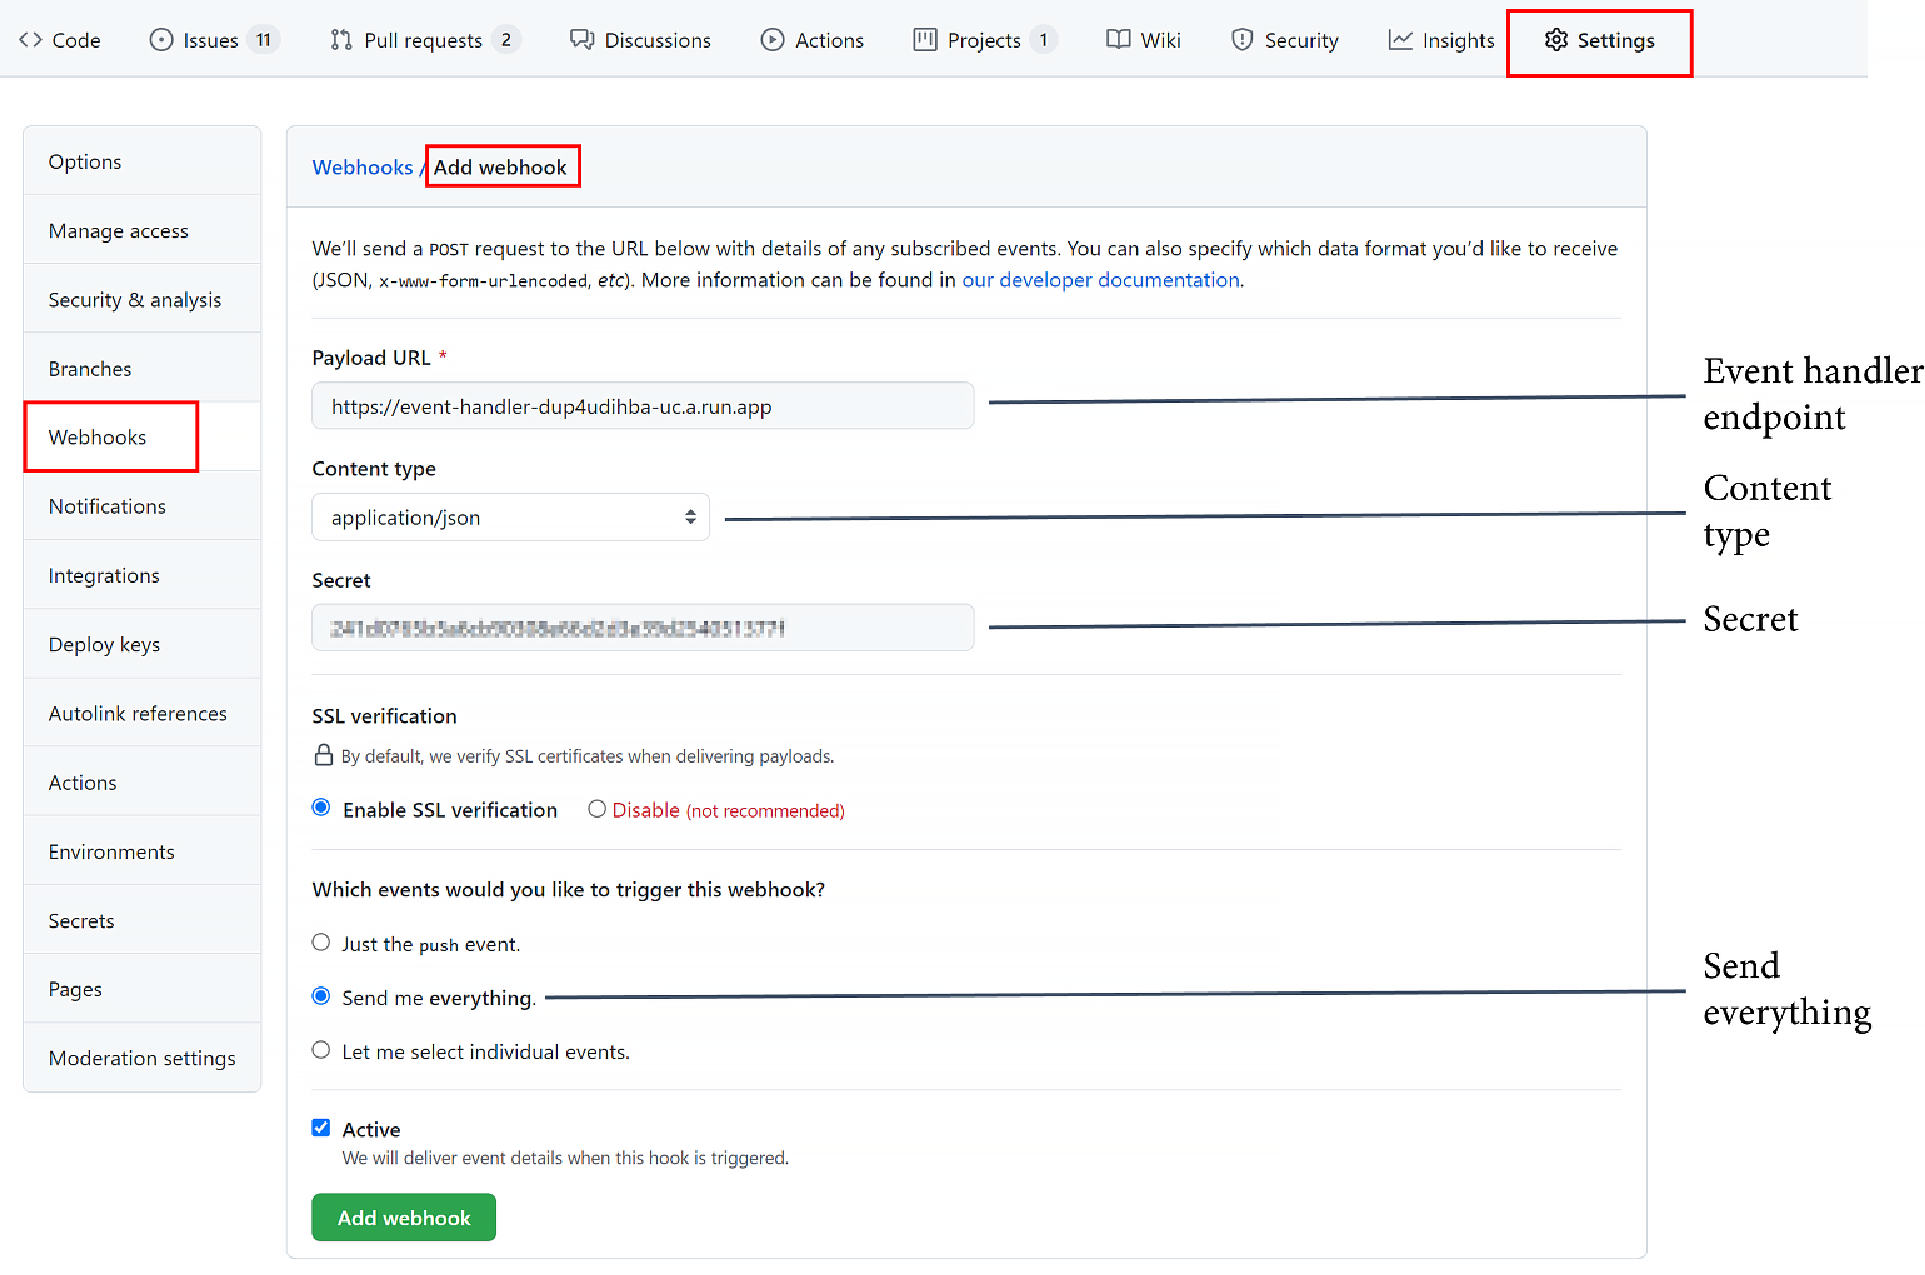 Code Issues 11 Pull requests 2 Discussions Actions Projects 1 Wiki Security Insights Settings
Options
Manage access
Security & analysis
Branches
Webhooks
Notifications
Integrations
Deploy keys
Autolink references
Actions
Environments
Secrets
Pages
Moderation settings
Webhooks / Add webhook
We'll send a POST request to the URL below with details of any subscribed events. You can also specify which data format you'd like to receive
(JSON, x-www-form-urlencoded, etc). More information can be found in our developer documentation.
Payload URL *
https://event-handler-dup4udihba-uc.a.run.app
Content type
application/json
Secret
SSL verification
By default, we verify SSL certificates when delivering payloads.
Enable SSL verification Disable (not recommended)
Which events would you like to trigger this webhook?
Just the push event.
Send me everything.
Let me select individual events.
Active
We will deliver event details when this hook is triggered.
Add webhook
Event handler
endpoint
Content
type
Secret
Send
everything